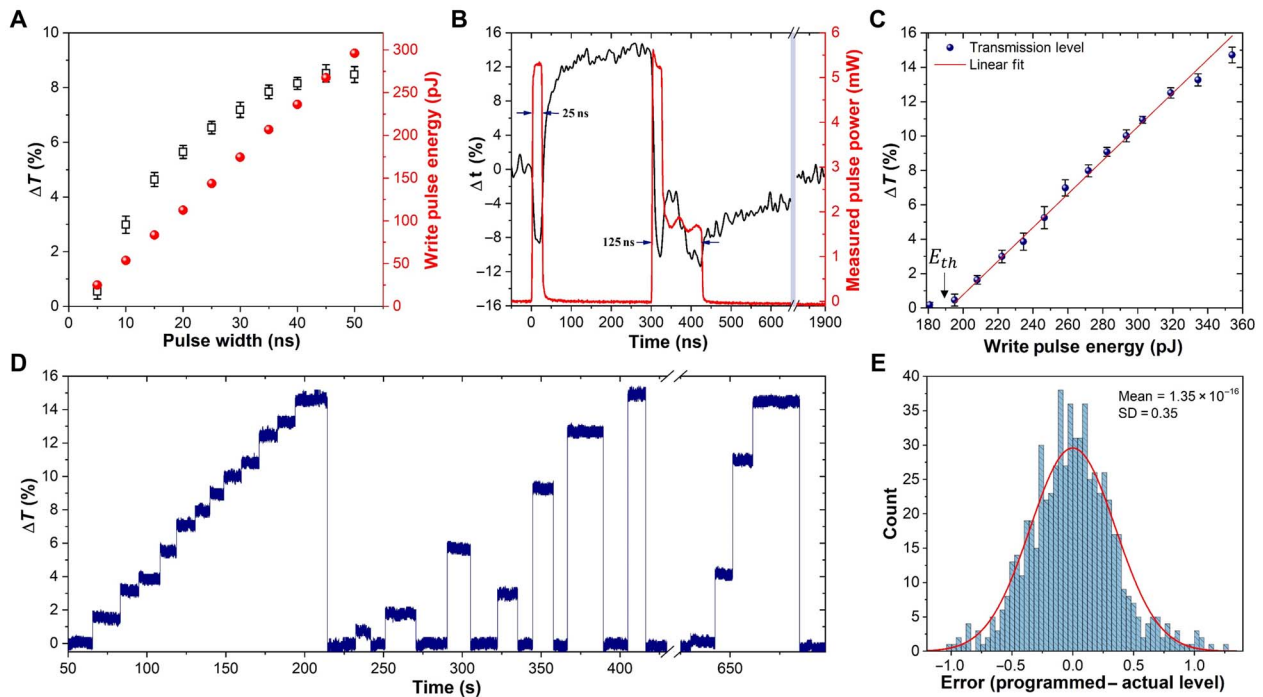 A
10
8
6
4
2
0
ΔT (%)
0 10 20 30 40 50
Pulse width (ns)
300
250
200
150
100
50
0
Write pulse energy (pJ)
B
16
12
8
4
0
−4
−8
−12
−16
Δt (%)
25 ns
125 ns
0 100 200 300 400 500 600 1900
Time (ns)
6
5
4
3
2
1
0
Measured pulse power (mW)
C
Transmission level
Linear fit
16
14
12
10
8
6
4
2
0
ΔT (%)
E_th
180 200 220 240 260 280 300 320 340 360
Write pulse energy (pJ)
D
16
14
12
10
8
6
4
2
0
ΔT (%)
50 100 150 200 250 300 350 400 650
Time (s)
E
Mean = 1.35 × 10⁻¹⁶
SD = 0.35
40
35
30
25
20
15
10
5
0
Count
−1.0 −0.5 0.0 0.5 1.0
Error (programmed – actual level)